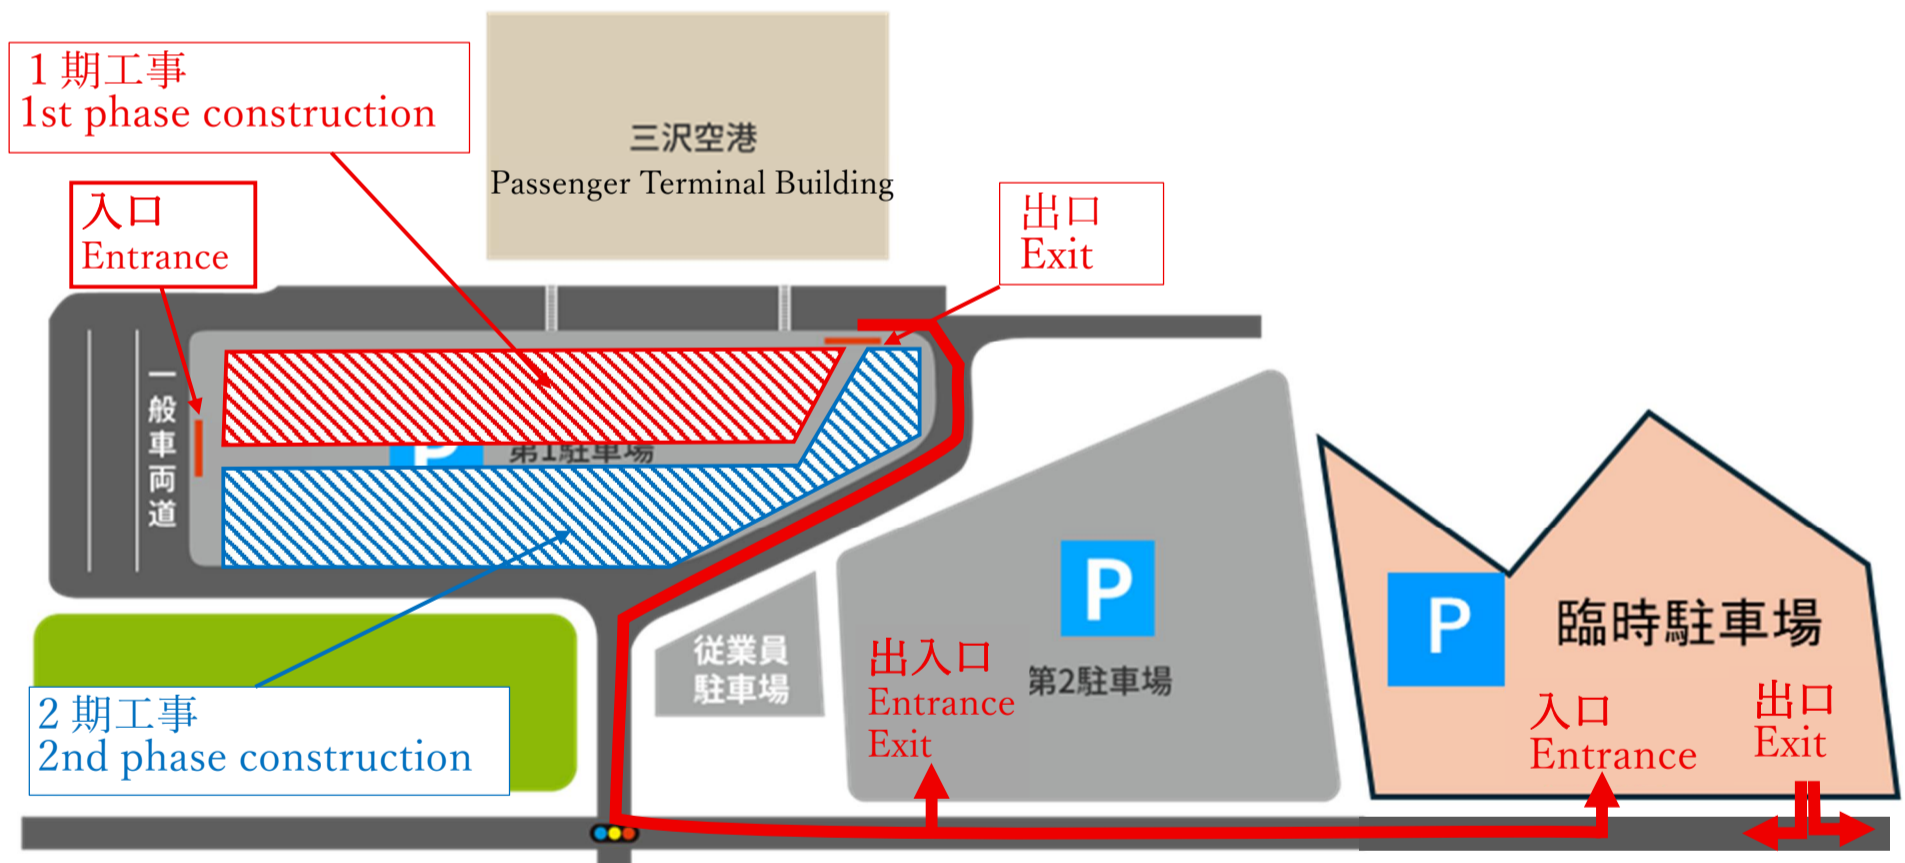 １期工事
1st phase construction
三沢空港
Passenger Terminal Building
入口
Entrance
出口
Exit
一般車両道
P
第1駐車場
P
第2駐車場
P
臨時駐車場
従業員
駐車場
出入口
Entrance
Exit
入口
Entrance
出口
Exit
２期工事
2nd phase construction